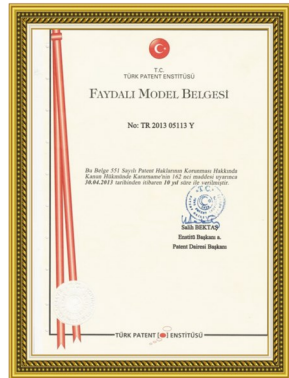 T.C.
TÜRK PATENT ENSTİTÜSÜ
FAYDALI MODEL BELGESİ
No: TR 2013 05113 Y
Bu Belge 551 Sayılı Patent Haklarının Korunması Hakkında
Kanun Hükmünde Kararname'nin 162 nci maddesi uyarınca
30.04.2013 tarihinden itibaren 10 yıl süre ile verilmiştir.
T.C.
Salih BEKTAŞ
Enstitü Başkanı a.
Patent Dairesi Başkanı
TÜRK PATENT ENSTİTÜSÜ